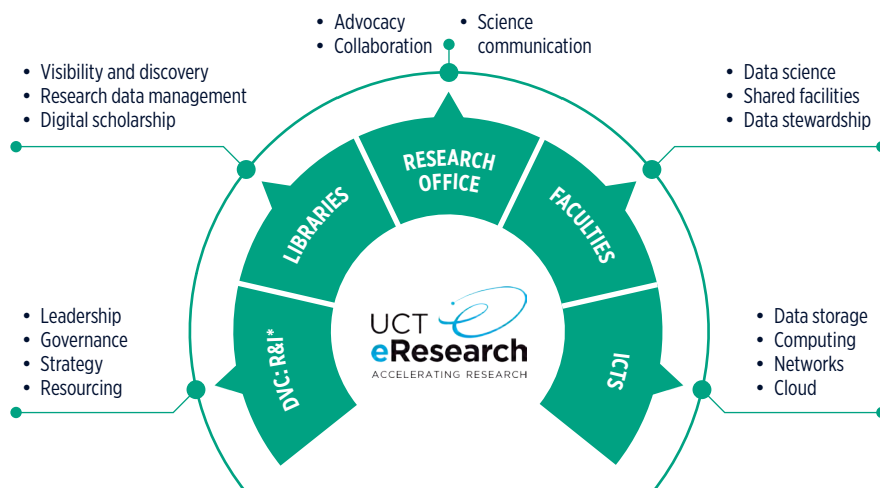 • Advocacy
• Collaboration
• Science
communication
• Visibility and discovery
• Research data management
• Digital scholarship
• Data science
• Shared facilities
• Data stewardship
RESEARCH
OFFICE
LIBRARIES
FACULTIES
DVC: R&I*
ICTS
UCT
eResearch
ACCELERATING RESEARCH
• Leadership
• Governance
• Strategy
• Resourcing
• Data storage
• Computing
• Networks
• Cloud